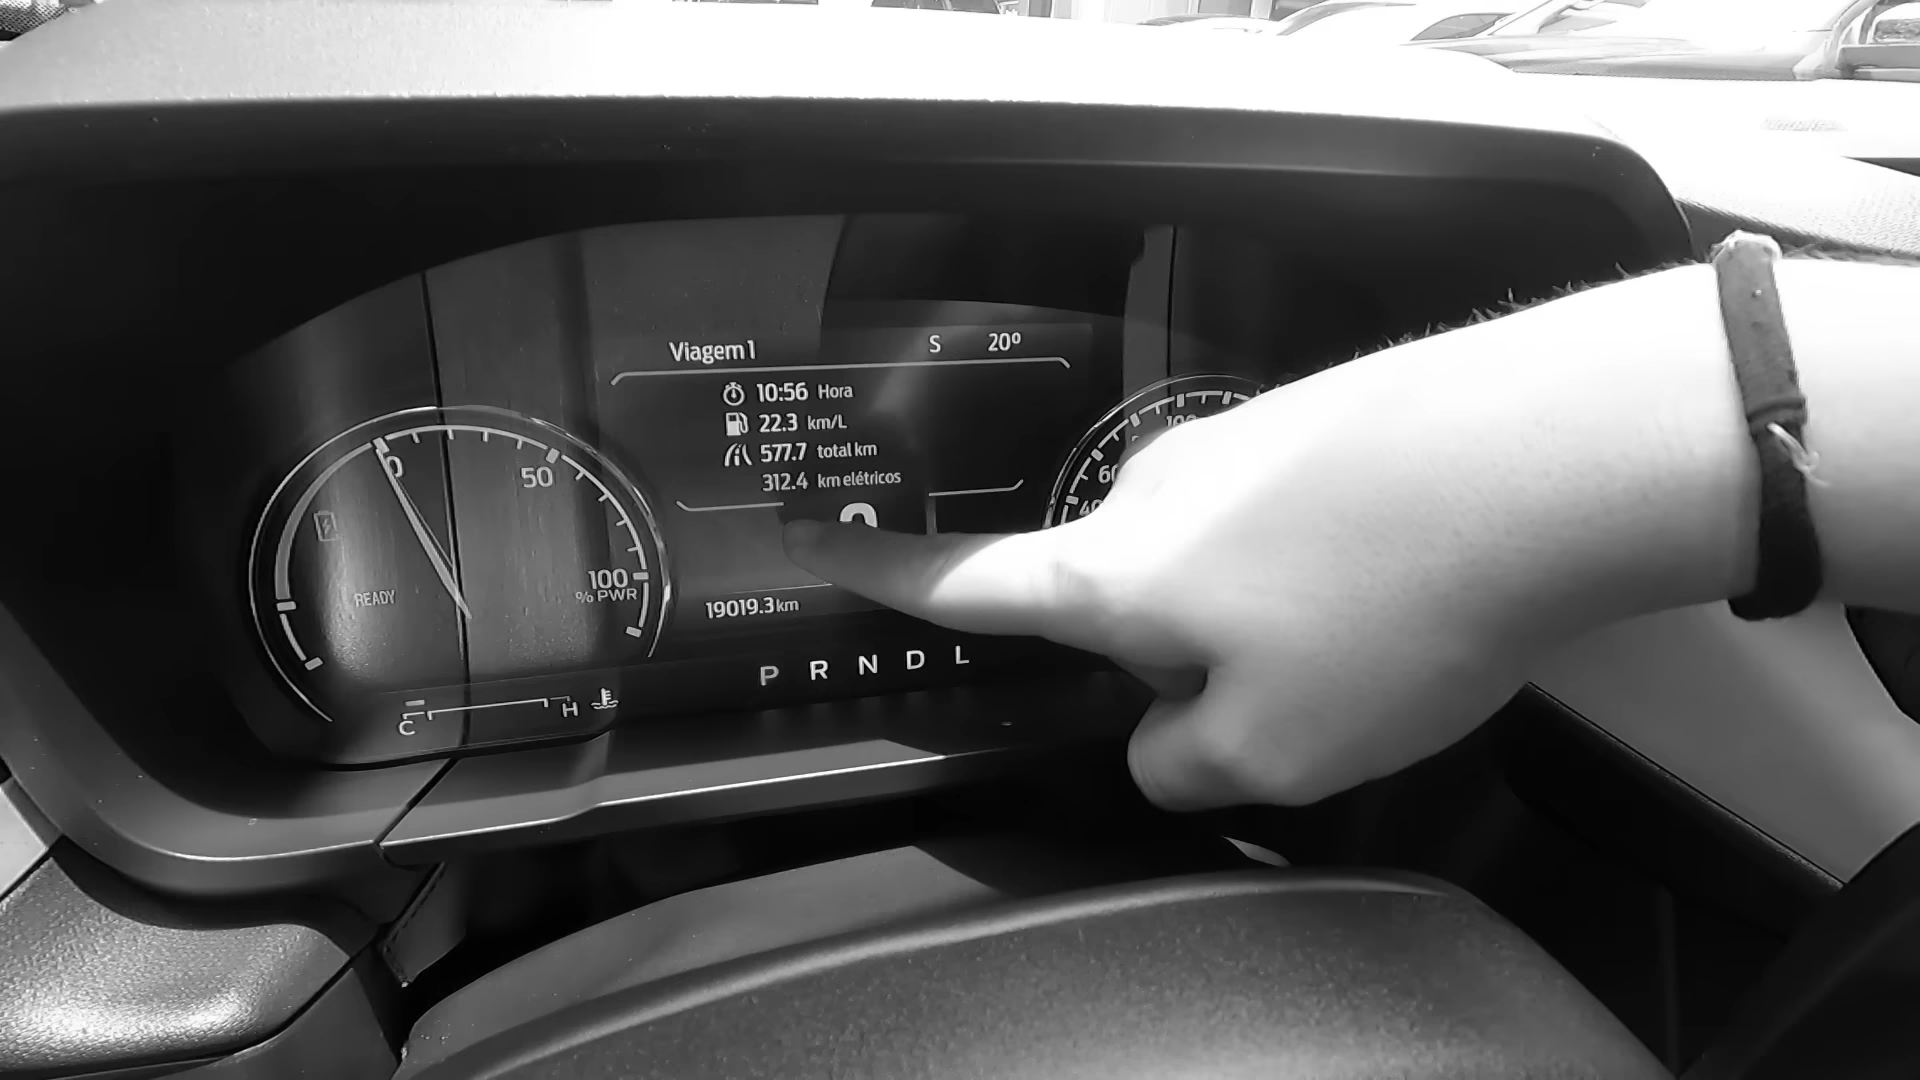 Viagem 1 S 20º
10:56 Hora
22.3 km/L
577.7 total km
312.4 km elétricos
0
50
100
% PWR
READY
19019.3 km
P R N D L
C H